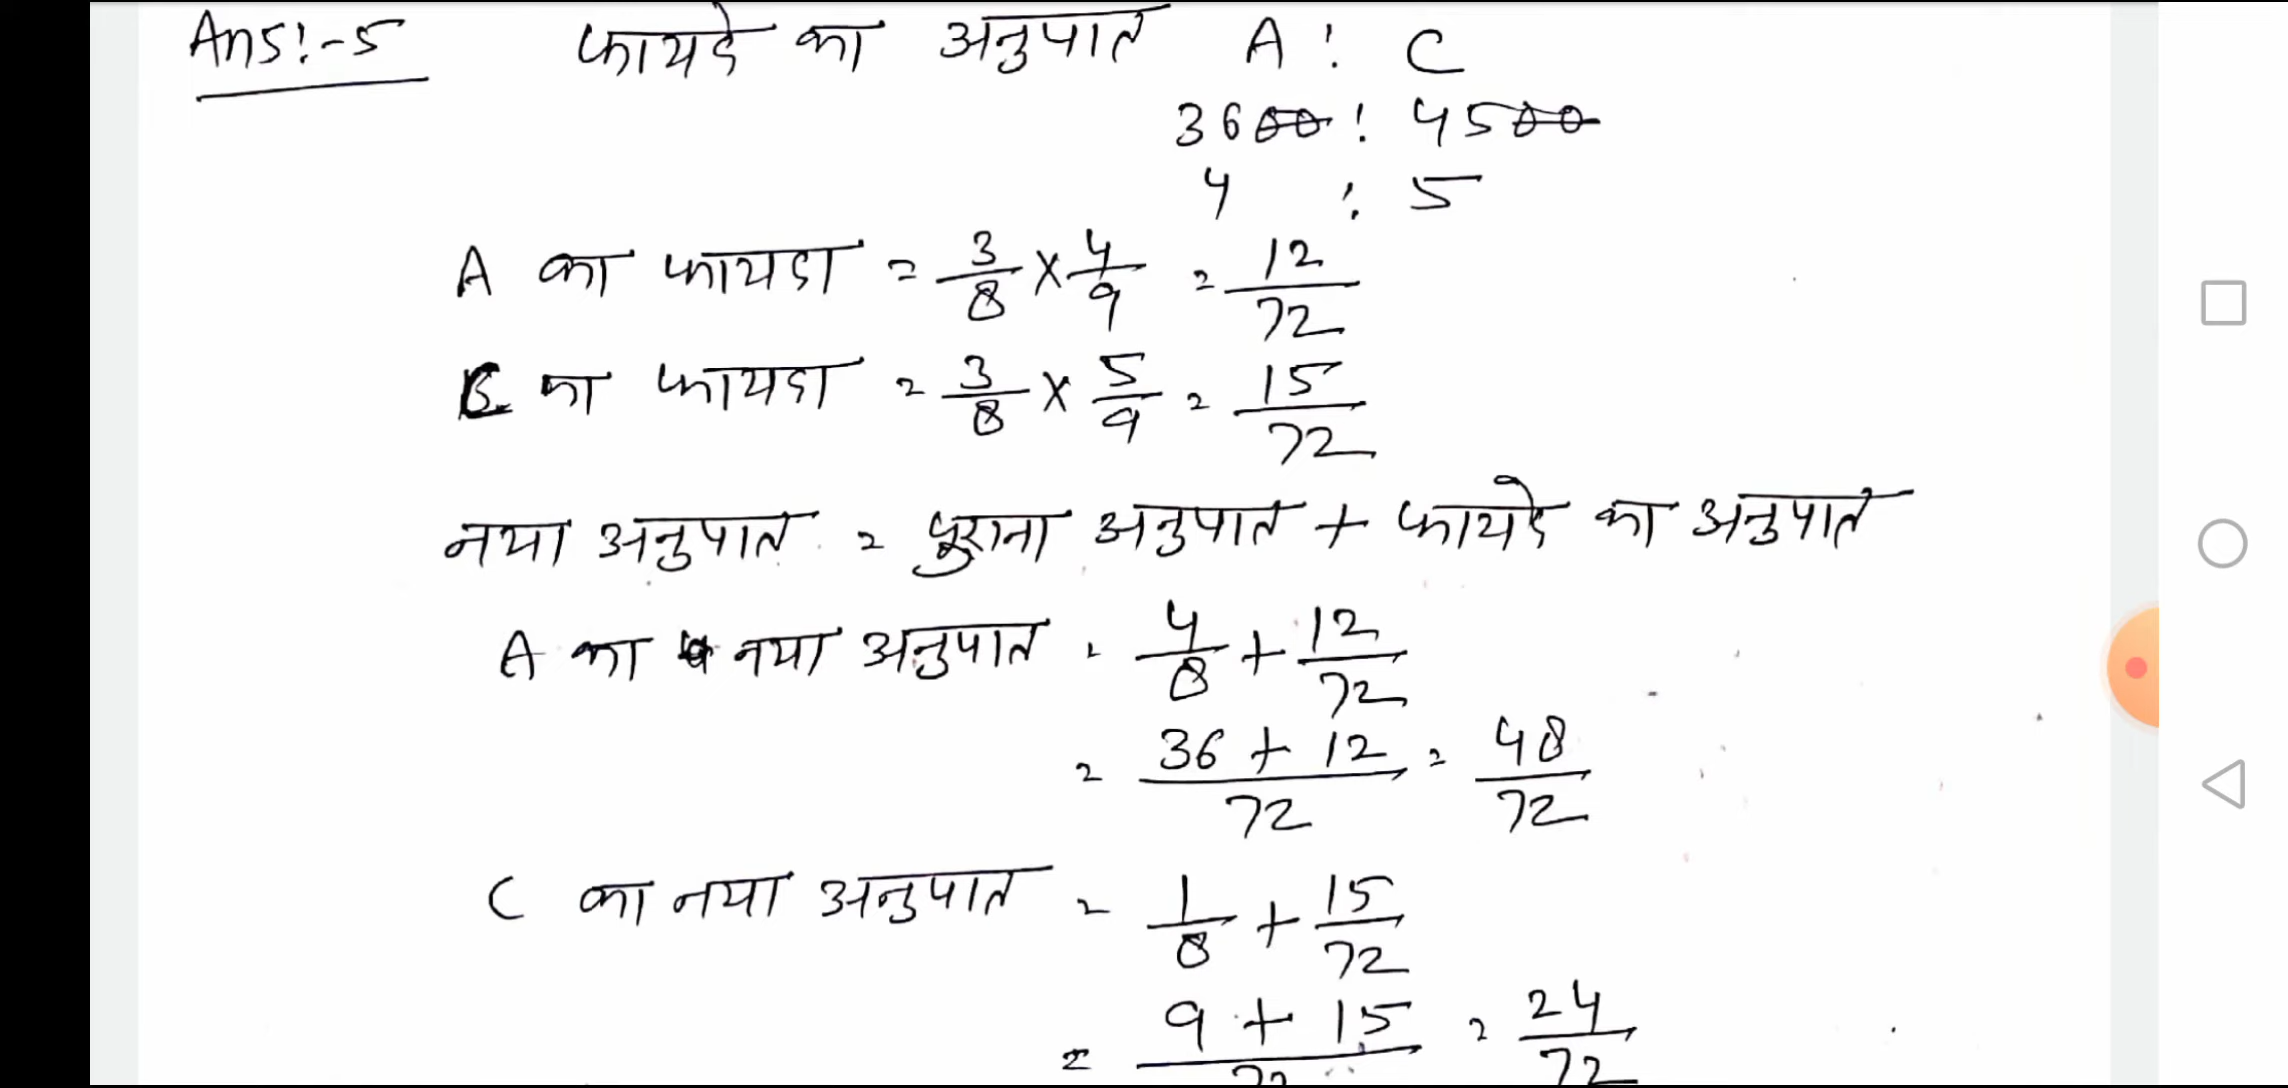 Ans:-5 फायदे का अनुपात A : C
3600 : 4500
4 : 5
A का फायदा = 3/8 × 4/9 = 12/72
C का फायदा = 3/8 × 5/9 = 15/72
नया अनुपात = पुराना अनुपात + फायदे का अनुपात
A का नया अनुपात = 4/8 + 12/72
= 36 + 12/72 = 48/72
C का नया अनुपात = 1/8 + 15/72
= 9 + 15/72 = 24/72